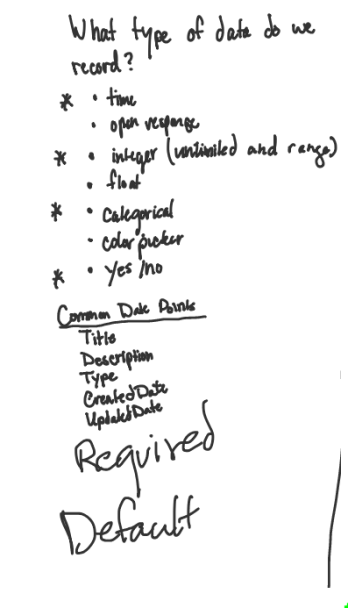 What type of data do we
record?
* • time
• open response
* • integer (unlimited and range)
• float
* • categorical
• color picker
* • yes/no
Common Data Points
Title
Description
Type
CreatedDate
UpdatedDate
Required
Default